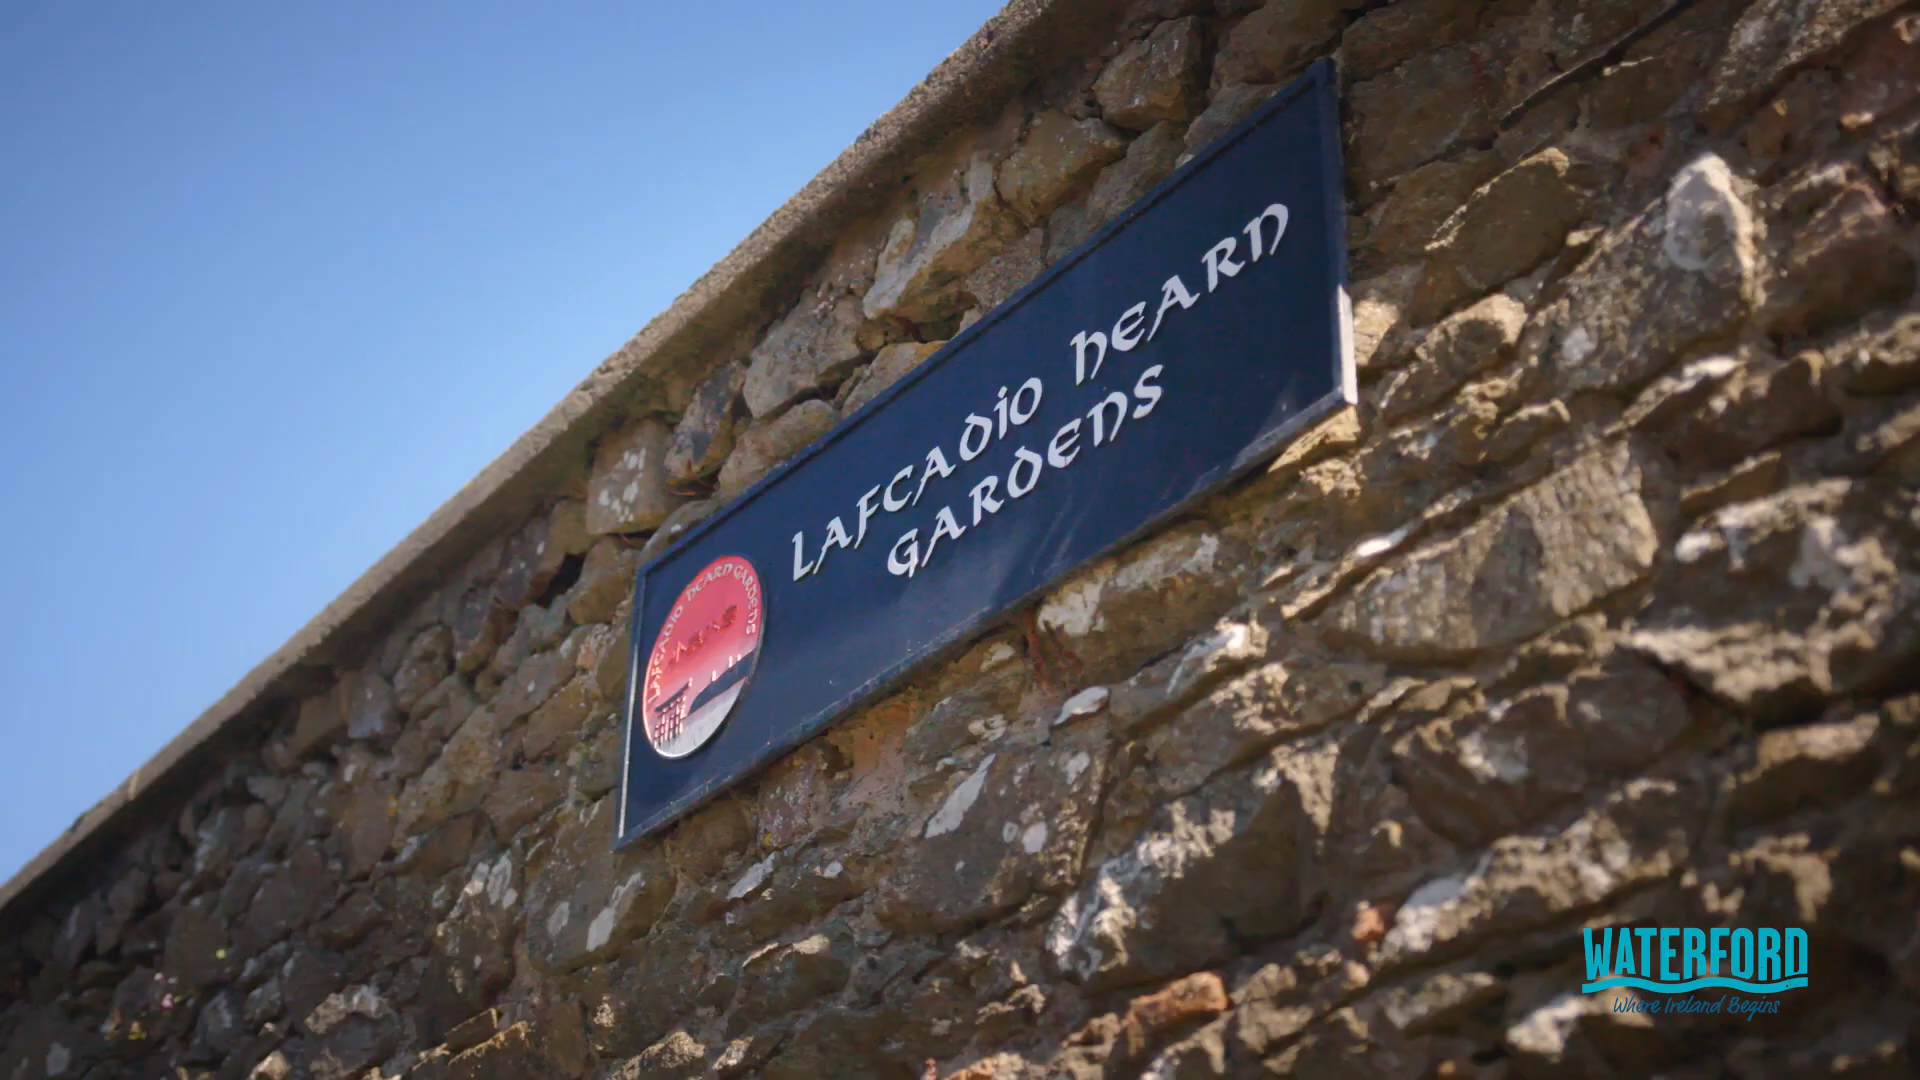 LAFCADIO HEARN
GARDENS
LAFCADIO HEARN GARDENS
WATERFORD
Where Ireland Begins